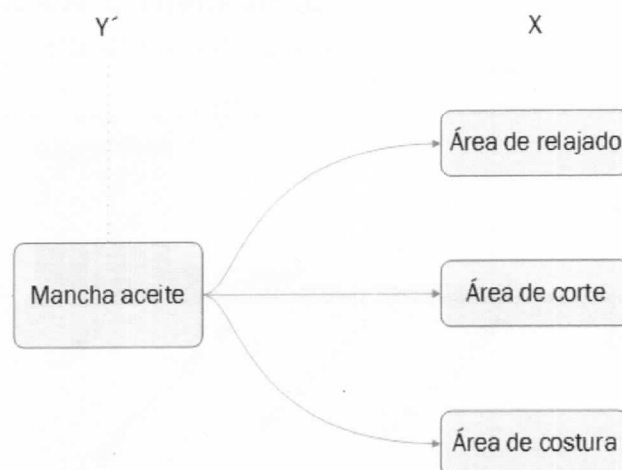 Y´
X
Área de relajado
Mancha aceite
Área de corte
Área de costura